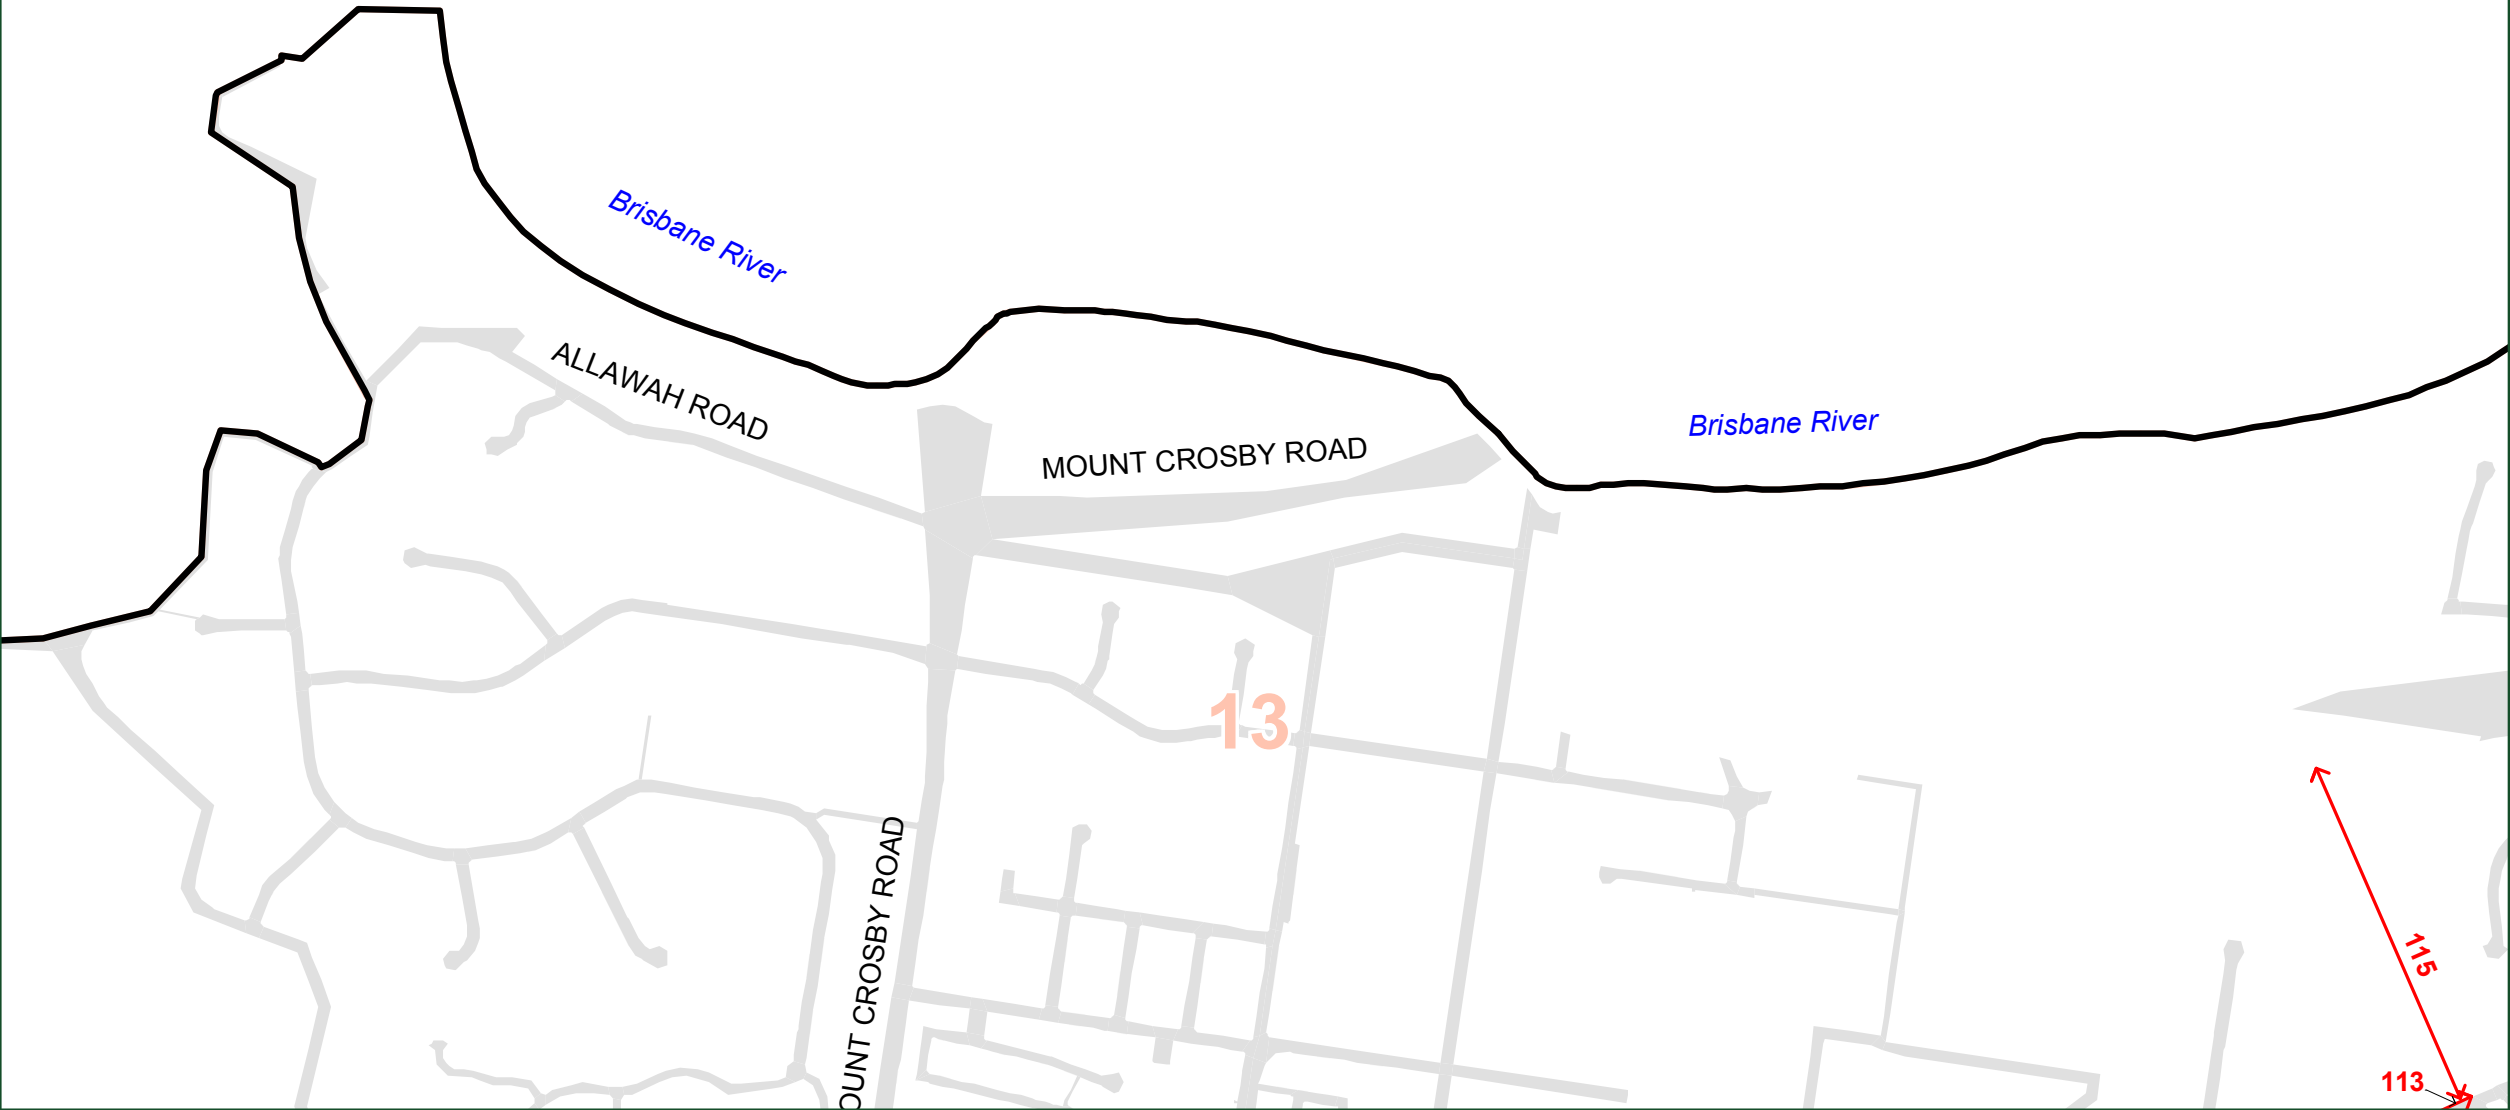 Brisbane River
ALLAWAH ROAD
MOUNT CROSBY ROAD
Brisbane River
13
OUNT CROSBY ROAD
115
113